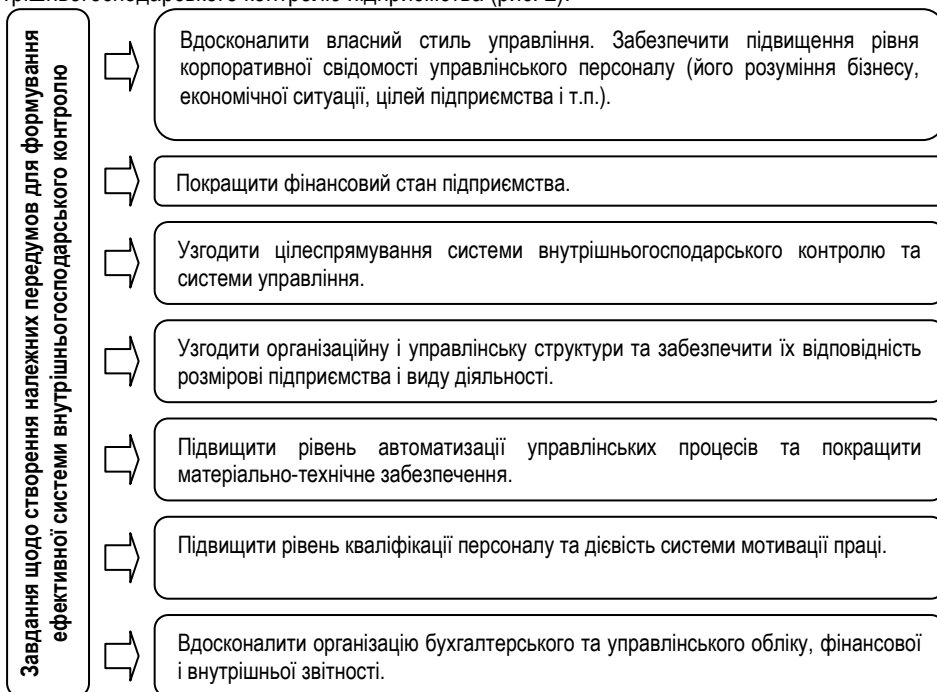 трішньогосподарського контролю підприємства (рис. 2).
Завдання щодо створення належних передумов для формування
ефективної системи внутрішньогосподарського контролю
Вдосконалити власний стиль управління. Забезпечити підвищення рівня
корпоративної свідомості управлінського персоналу (його розуміння бізнесу,
економічної ситуації, цілей підприємства і т.п.).
Покращити фінансовий стан підприємства.
Узгодити цілеспрямування системи внутрішньогосподарського контролю та
системи управління.
Узгодити організаційну і управлінську структури та забезпечити їх відповідність
розмірові підприємства і виду діяльності.
Підвищити рівень автоматизації управлінських процесів та покращити
матеріально-технічне забезпечення.
Підвищити рівень кваліфікації персоналу та дієвість системи мотивації праці.
Вдосконалити організацію бухгалтерського та управлінського обліку, фінансової
і внутрішньої звітності.